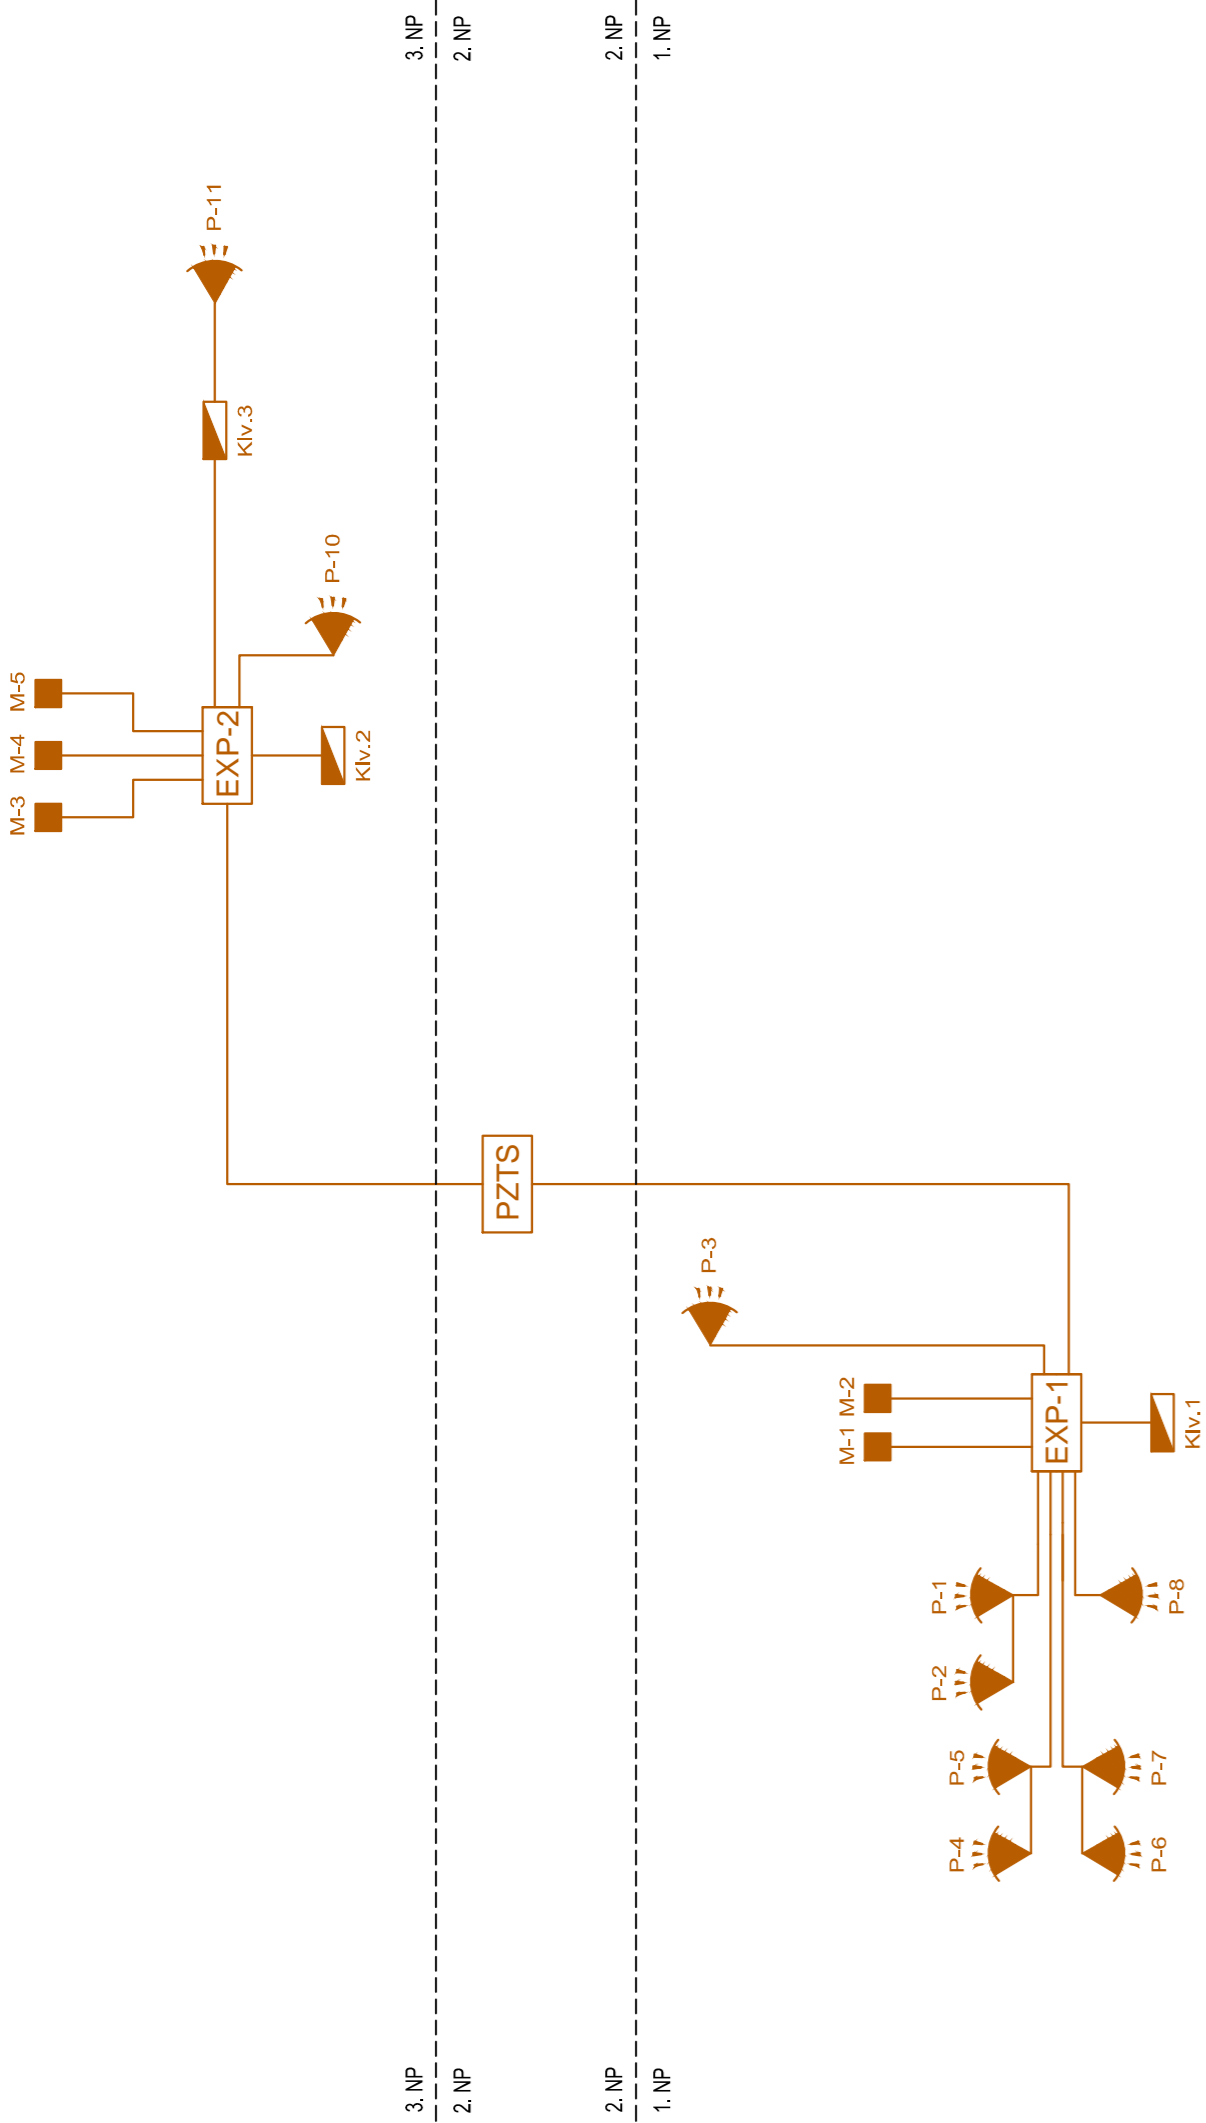 3. NP
2. NP
2. NP
1. NP
P-11
Klv.3
P-10
M-5
M-4
M-3
EXP-2
Klv.2
PZTS
P-3
M-2
M-1
EXP-1
Klv.1
P-1
P-8
P-2
P-5
P-7
P-4
P-6
3. NP
2. NP
2. NP
1. NP